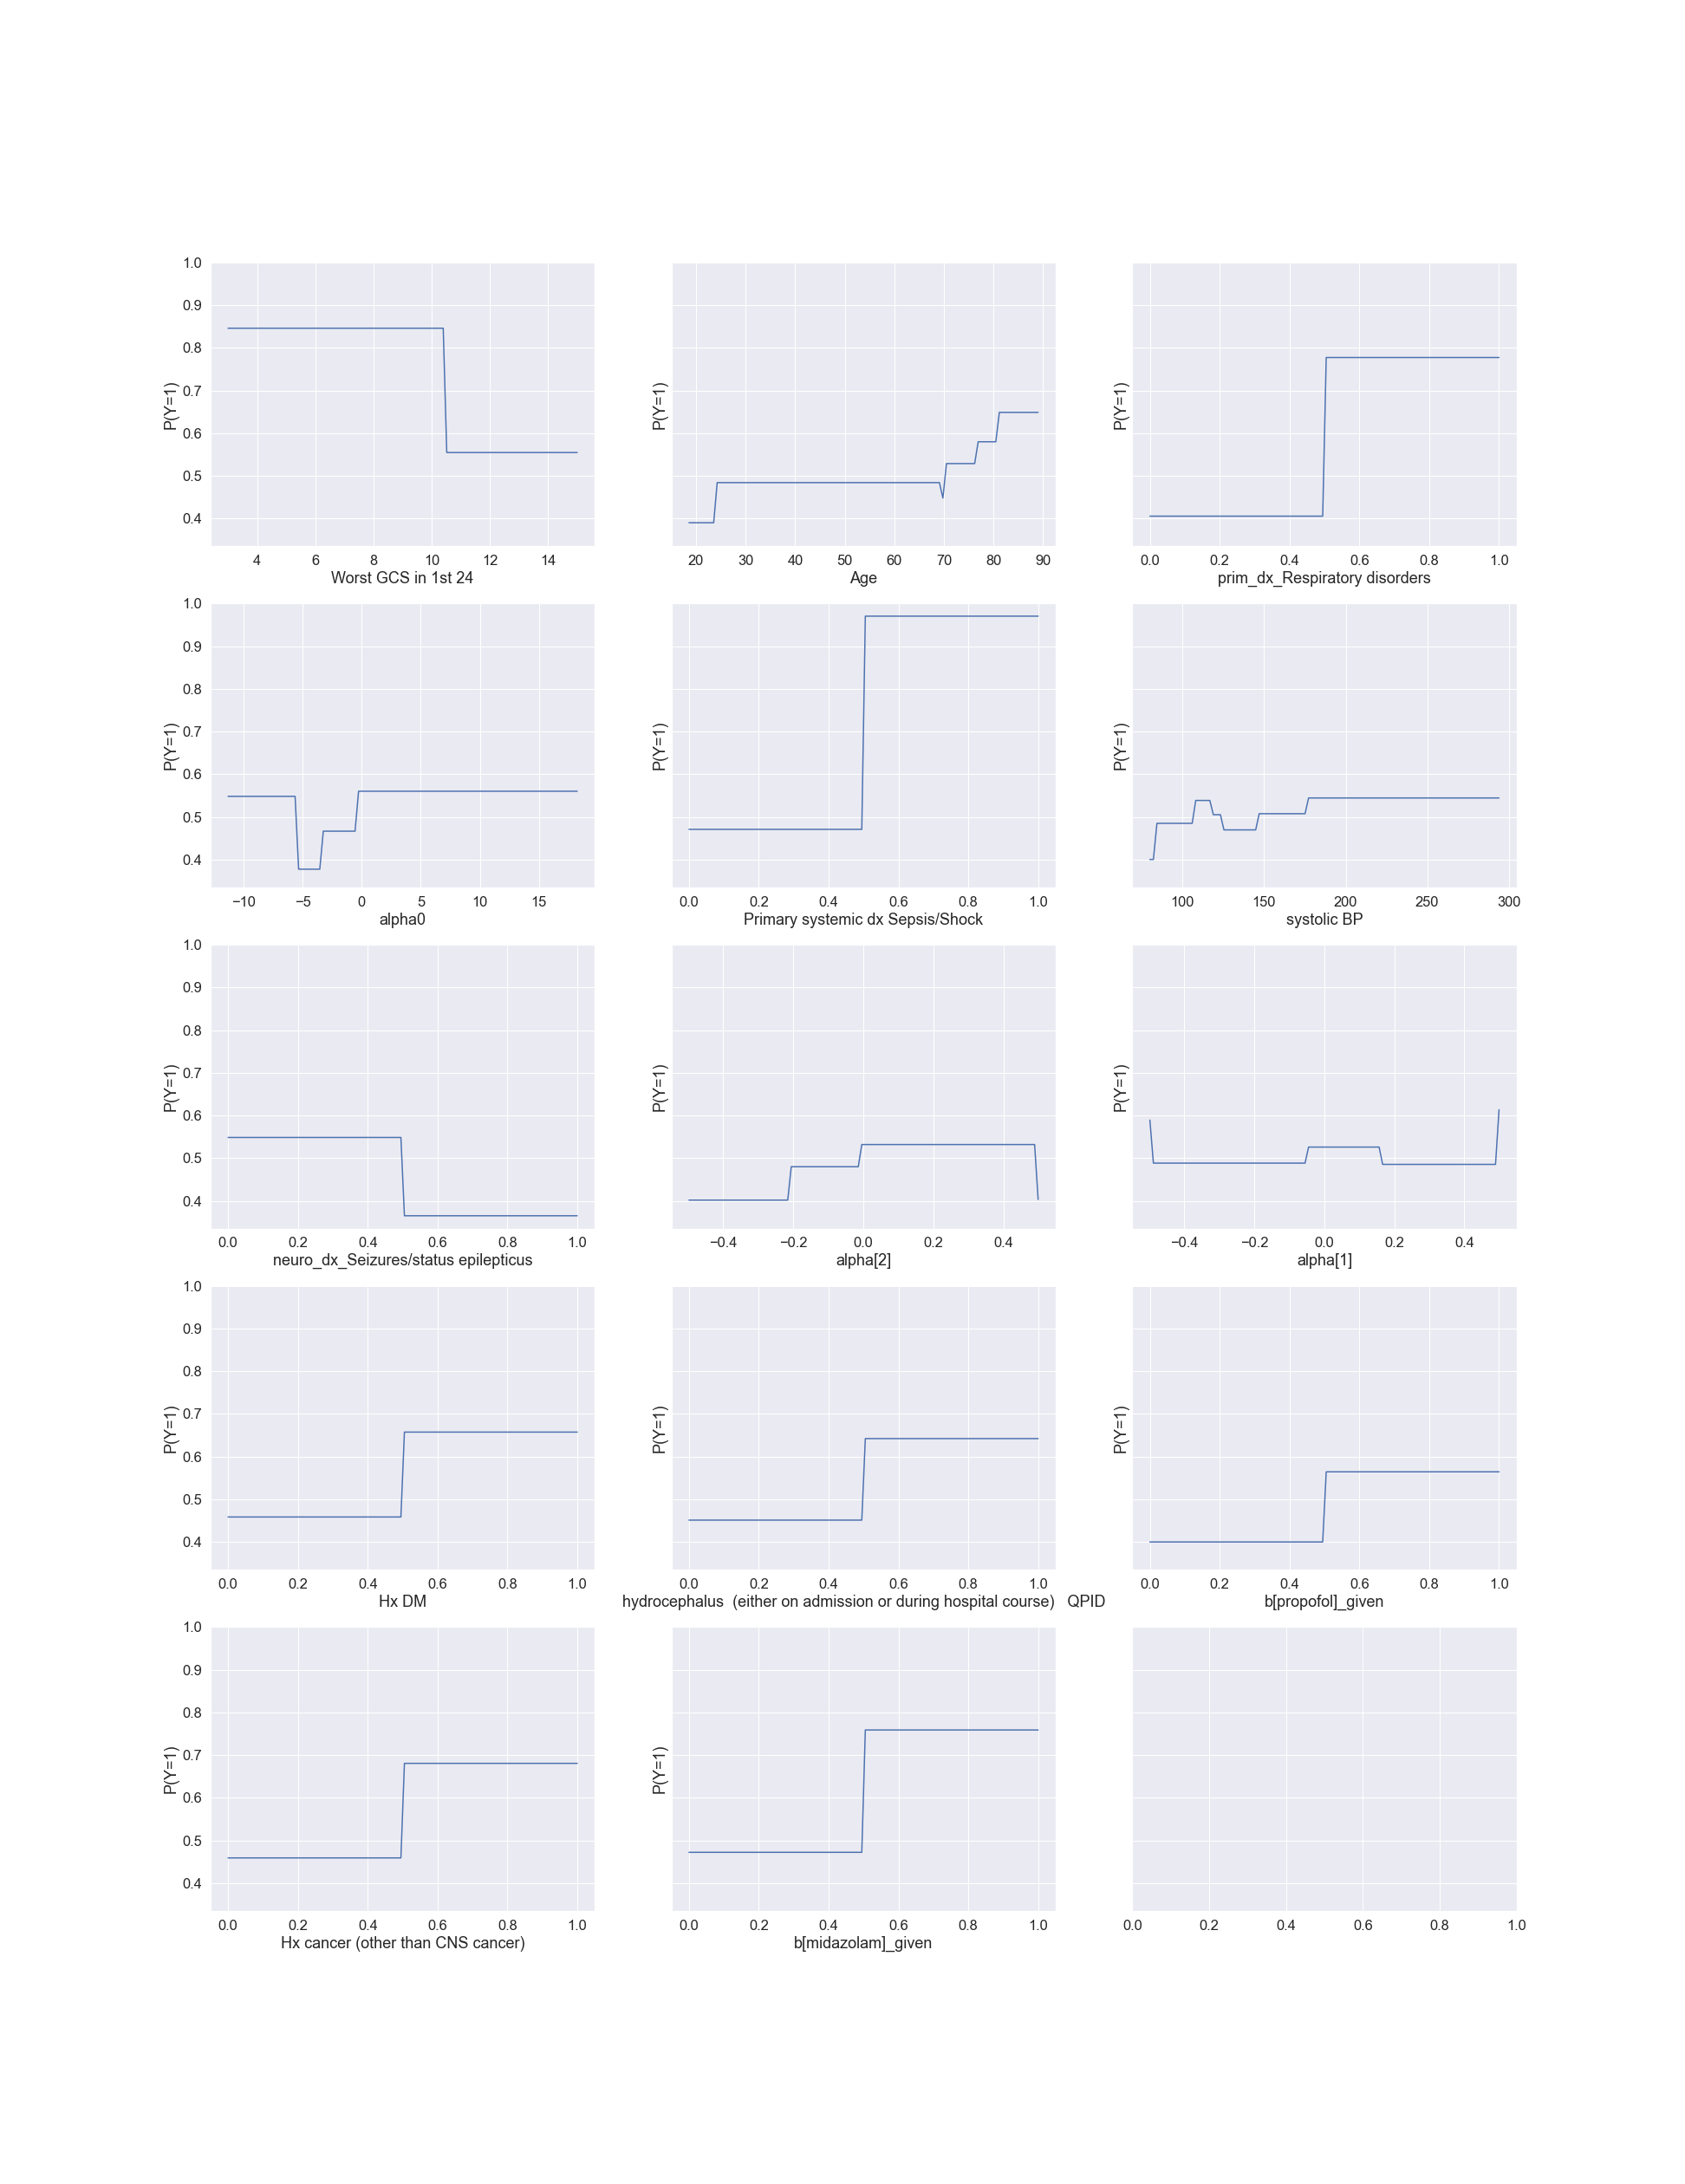 1.0
0.9
0.8
0.7
0.6
0.5
0.4
P(Y=1)
4 6 8 10 12 14
Worst GCS in 1st 24
P(Y=1)
20 30 40 50 60 70 80 90
Age
P(Y=1)
0.0 0.2 0.4 0.6 0.8 1.0
prim_dx_Respiratory disorders
1.0
0.9
0.8
0.7
0.6
0.5
0.4
P(Y=1)
−10 −5 0 5 10 15
alpha0
P(Y=1)
0.0 0.2 0.4 0.6 0.8 1.0
Primary systemic dx Sepsis/Shock
P(Y=1)
100 150 200 250 300
systolic BP
1.0
0.9
0.8
0.7
0.6
0.5
0.4
P(Y=1)
0.0 0.2 0.4 0.6 0.8 1.0
neuro_dx_Seizures/status epilepticus
P(Y=1)
−0.4 −0.2 0.0 0.2 0.4
alpha[2]
P(Y=1)
−0.4 −0.2 0.0 0.2 0.4
alpha[1]
1.0
0.9
0.8
0.7
0.6
0.5
0.4
P(Y=1)
0.0 0.2 0.4 0.6 0.8 1.0
Hx DM
P(Y=1)
0.0 0.2 0.4 0.6 0.8 1.0
hydrocephalus  (either on admission or during hospital course)   QPID
P(Y=1)
0.0 0.2 0.4 0.6 0.8 1.0
b[propofol]_given
1.0
0.9
0.8
0.7
0.6
0.5
0.4
P(Y=1)
0.0 0.2 0.4 0.6 0.8 1.0
Hx cancer (other than CNS cancer)
P(Y=1)
0.0 0.2 0.4 0.6 0.8 1.0
b[midazolam]_given
0.0 0.2 0.4 0.6 0.8 1.0